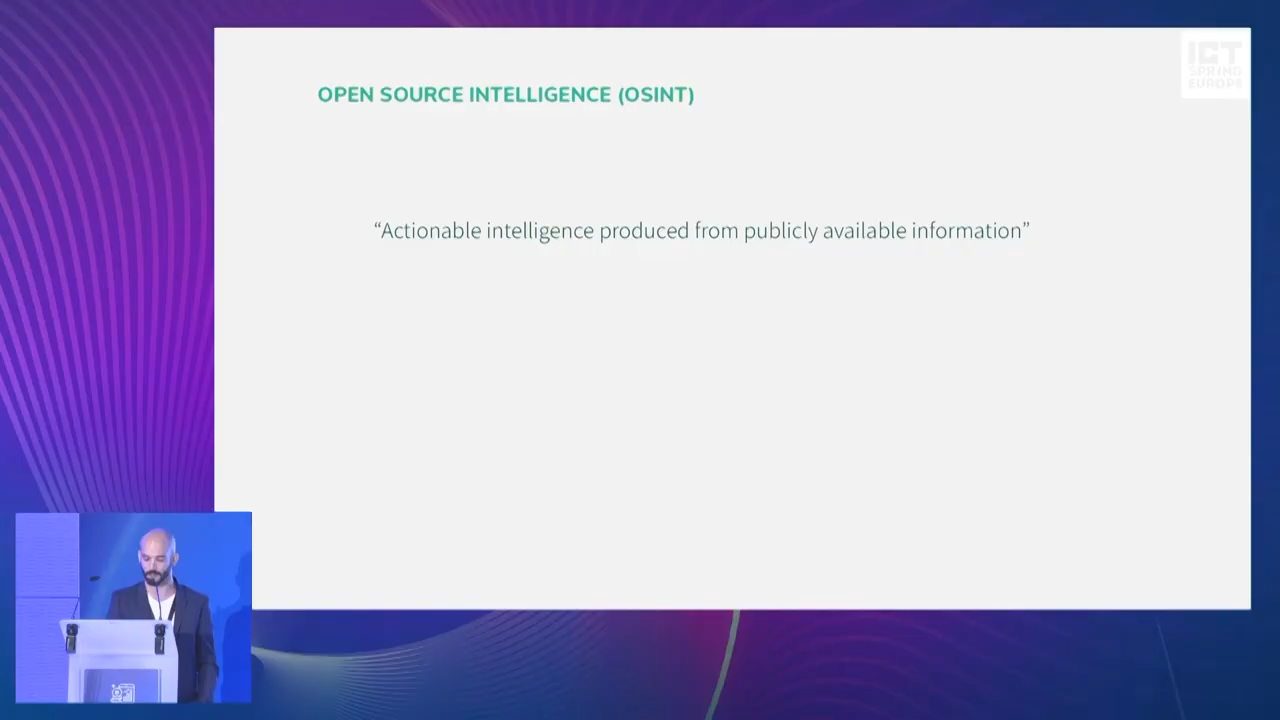 ICT
SPRING
EUROPE
OPEN SOURCE INTELLIGENCE (OSINT)
“Actionable intelligence produced from publicly available information”